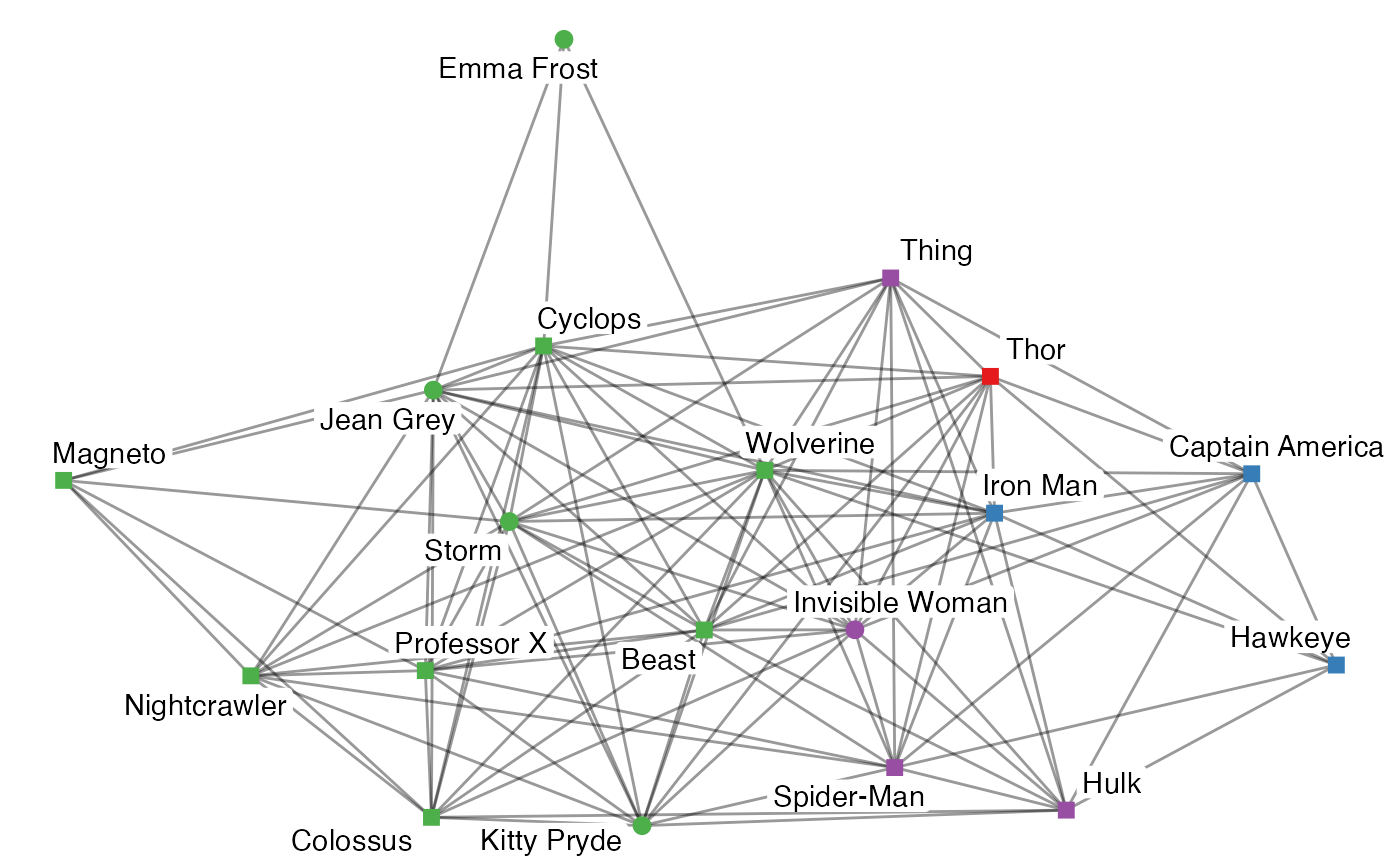 Emma Frost
Thing
Cyclops
Thor
Jean Grey
Wolverine
Captain America
Magneto
Iron Man
Storm
Invisible Woman
Hawkeye
Professor X
Beast
Nightcrawler
Spider-Man
Hulk
Colossus
Kitty Pryde